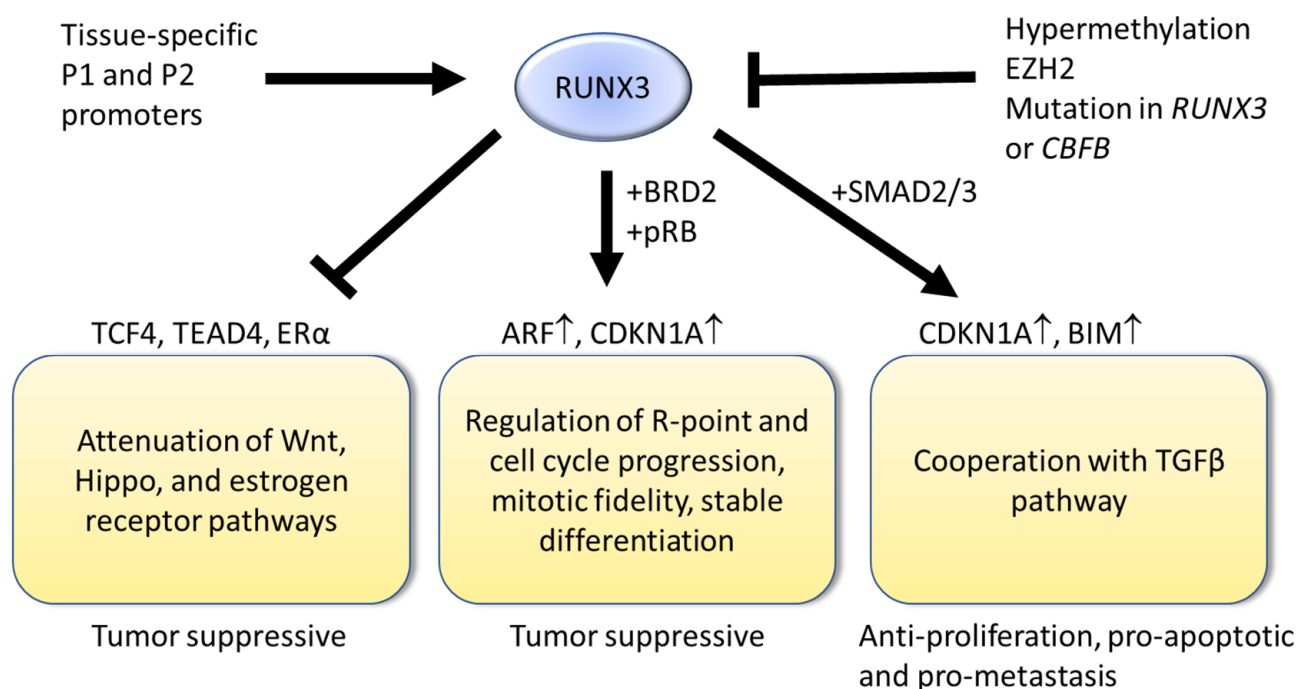 Tissue-specific
P1 and P2
promoters
RUNX3
Hypermethylation
EZH2
Mutation in RUNX3
or CBFB
+BRD2
+pRB
+SMAD2/3
TCF4, TEAD4, ERα
ARF↑, CDKN1A↑
CDKN1A↑, BIM↑
Attenuation of Wnt,
Hippo, and estrogen
receptor pathways
Regulation of R-point and
cell cycle progression,
mitotic fidelity, stable
differentiation
Cooperation with TGFβ
pathway
Tumor suppressive
Tumor suppressive
Anti-proliferation, pro-apoptotic
and pro-metastasis